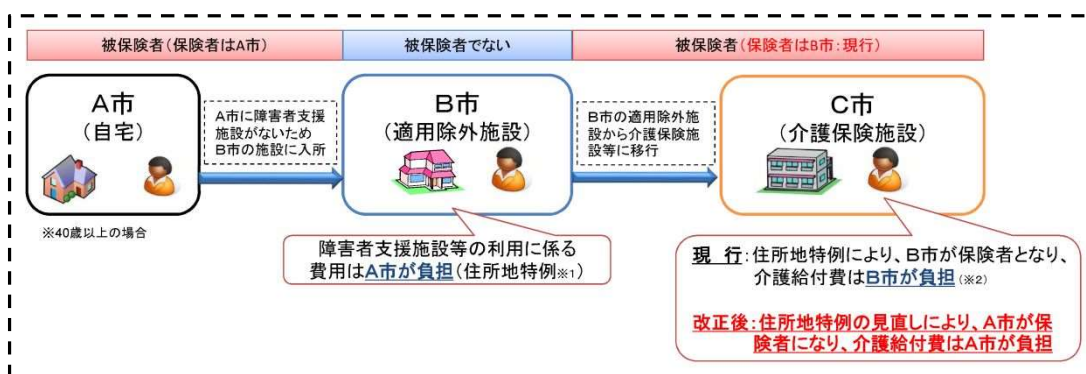 被保険者(保険者はA市)
被保険者でない
被保険者(保険者はB市:現行)
A市
(自宅)
※40歳以上の場合
A市に障害者支援
施設がないため
B市の施設に入所
B市
(適用除外施設)
B市の適用除外施
設から介護保険施
設等に移行
C市
(介護保険施設)
障害者支援施設等の利用に係る
費用はA市が負担(住所地特例※1)
現 行:住所地特例により、B市が保険者となり、
介護給付費はB市が負担(※2)
改正後:住所地特例の見直しにより、A市が保
険者になり、介護給付費はA市が負担